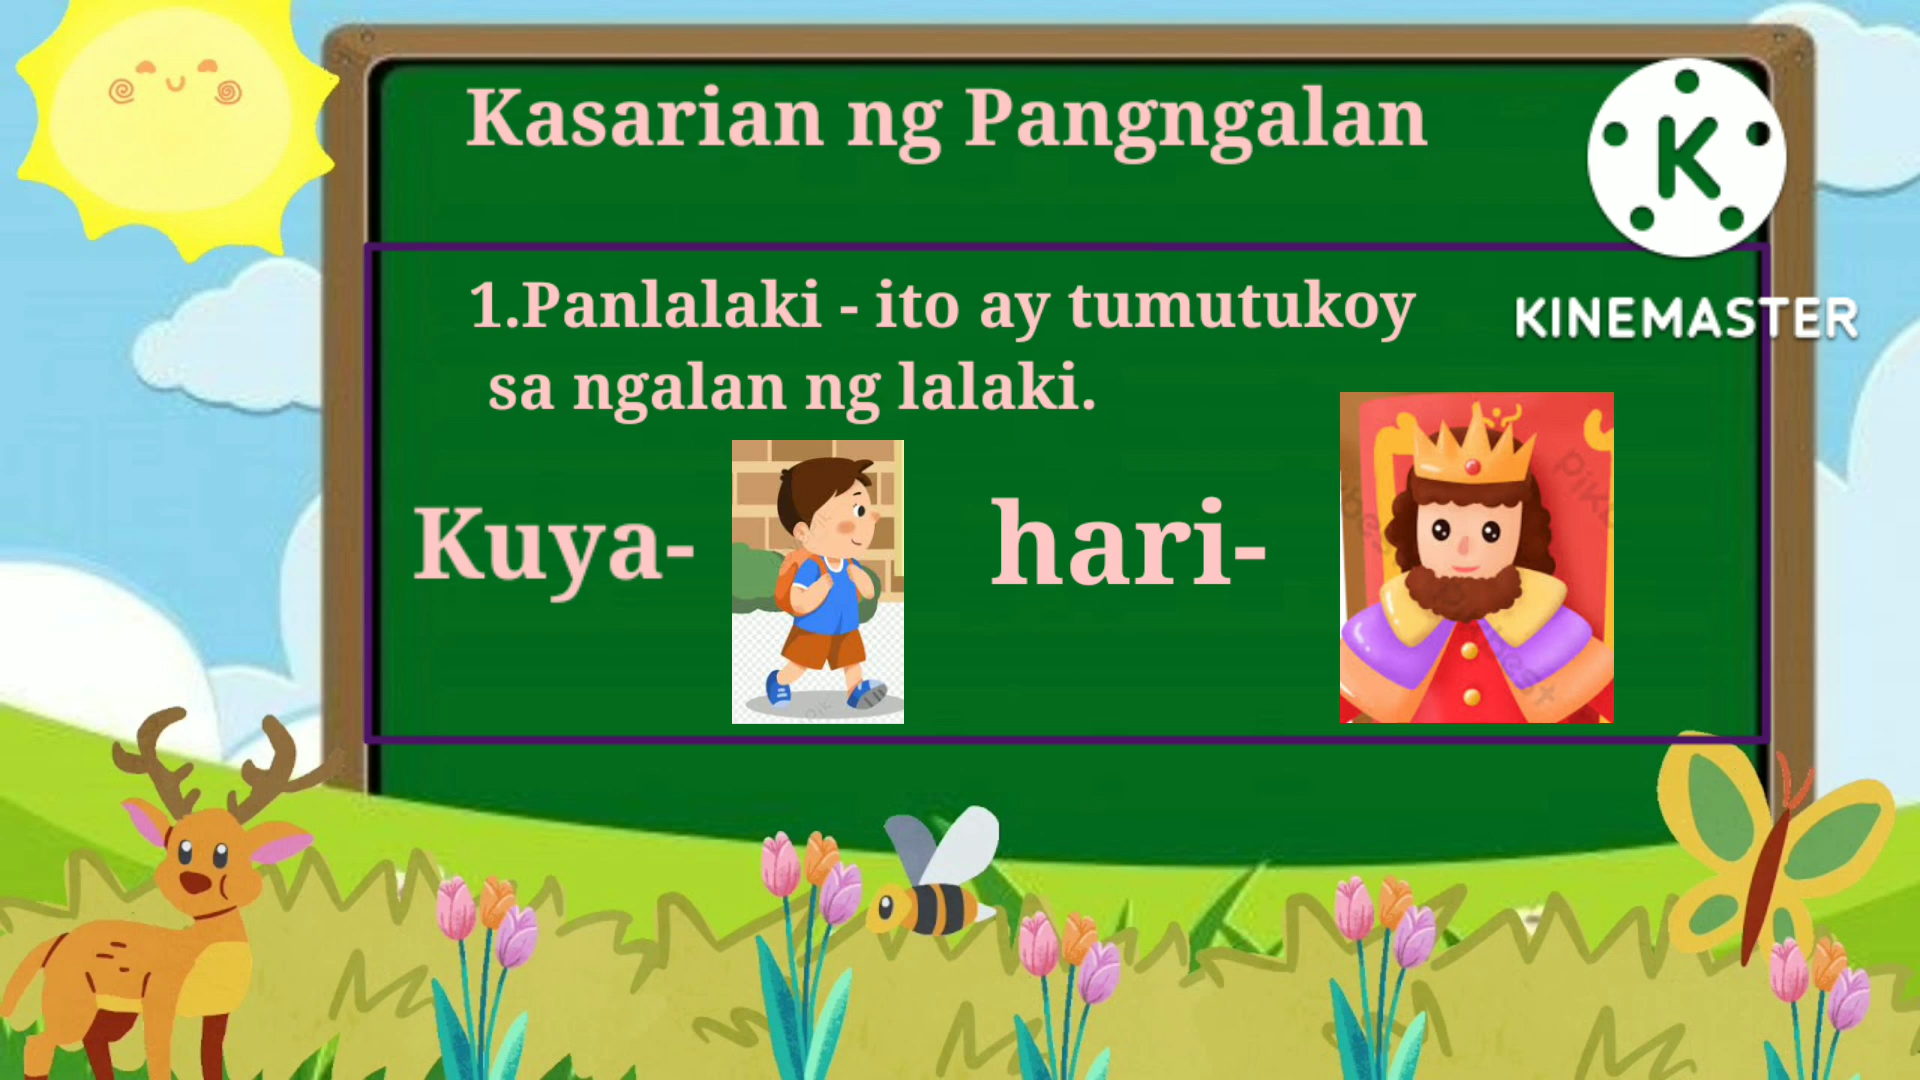 Kasarian ng Pangngalan
K
KINEMASTER
1.Panlalaki - ito ay tumutukoy
sa ngalan ng lalaki.
Kuya-
hari-